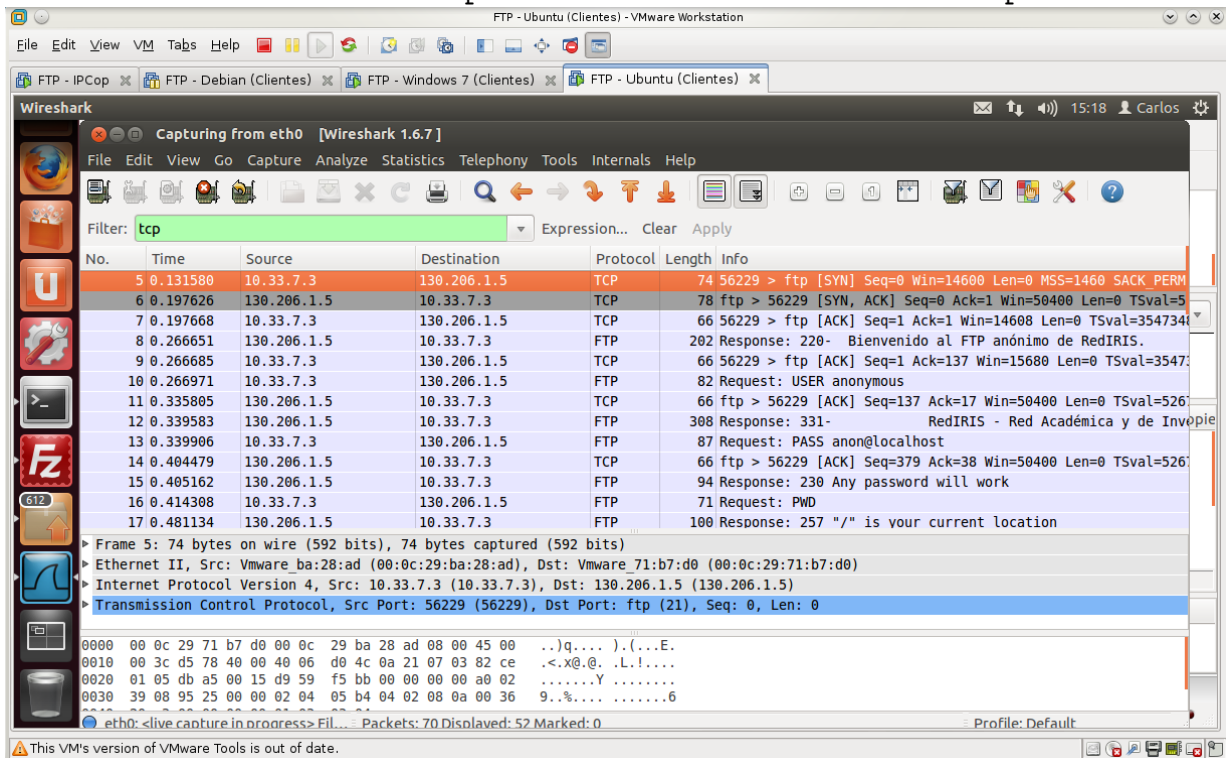 FTP - Ubuntu (Clientes) - VMware Workstation
File Edit View VM Tabs Help
FTP - IPCop FTP - Debian (Clientes) FTP - Windows 7 (Clientes) FTP - Ubuntu (Clientes)
Wireshark 15:18 Carlos
Capturing from eth0 [Wireshark 1.6.7 ]
File Edit View Go Capture Analyze Statistics Telephony Tools Internals Help
Filter: tcp Expression... Clear Apply
No. Time Source Destination Protocol Length Info
5 0.131580 10.33.7.3 130.206.1.5 TCP 74 56229 > ftp [SYN] Seq=0 Win=14600 Len=0 MSS=1460 SACK_PERM
6 0.197626 130.206.1.5 10.33.7.3 TCP 78 ftp > 56229 [SYN, ACK] Seq=0 Ack=1 Win=50400 Len=0 TSval=5
7 0.197668 10.33.7.3 130.206.1.5 TCP 66 56229 > ftp [ACK] Seq=1 Ack=1 Win=14608 Len=0 TSval=354734
8 0.266651 130.206.1.5 10.33.7.3 FTP 202 Response: 220- Bienvenido al FTP anónimo de RedIRIS.
9 0.266685 10.33.7.3 130.206.1.5 TCP 66 56229 > ftp [ACK] Seq=1 Ack=137 Win=15680 Len=0 TSval=3547
10 0.266971 10.33.7.3 130.206.1.5 FTP 82 Request: USER anonymous
11 0.335805 130.206.1.5 10.33.7.3 TCP 66 ftp > 56229 [ACK] Seq=137 Ack=17 Win=50400 Len=0 TSval=526
12 0.339583 130.206.1.5 10.33.7.3 FTP 308 Response: 331- RedIRIS - Red Académica y de Inv
13 0.339906 10.33.7.3 130.206.1.5 FTP 87 Request: PASS anon@localhost
14 0.404479 130.206.1.5 10.33.7.3 TCP 66 ftp > 56229 [ACK] Seq=379 Ack=38 Win=50400 Len=0 TSval=526
15 0.405162 130.206.1.5 10.33.7.3 FTP 94 Response: 230 Any password will work
16 0.414308 10.33.7.3 130.206.1.5 FTP 71 Request: PWD
17 0.481134 130.206.1.5 10.33.7.3 FTP 100 Response: 257 "/" is your current location
612
Frame 5: 74 bytes on wire (592 bits), 74 bytes captured (592 bits)
Ethernet II, Src: Vmware_ba:28:ad (00:0c:29:ba:28:ad), Dst: Vmware_71:b7:d0 (00:0c:29:71:b7:d0)
Internet Protocol Version 4, Src: 10.33.7.3 (10.33.7.3), Dst: 130.206.1.5 (130.206.1.5)
Transmission Control Protocol, Src Port: 56229 (56229), Dst Port: ftp (21), Seq: 0, Len: 0
0000 00 0c 29 71 b7 d0 00 0c 29 ba 28 ad 08 00 45 00 ..)q.... ).(...E.
0010 00 3c d5 78 40 00 40 06 d0 4c 0a 21 07 03 82 ce .<.x@.@. .L.!....
0020 01 05 db a5 00 15 d9 59 f5 bb 00 00 00 00 a0 02 .......Y ........
0030 39 08 95 25 00 00 02 04 05 b4 04 02 08 0a 00 36 9..%.... .......6
eth0: <live capture in progress> Fil... Packets: 70 Displayed: 52 Marked: 0 Profile: Default
This VM's version of VMware Tools is out of date.